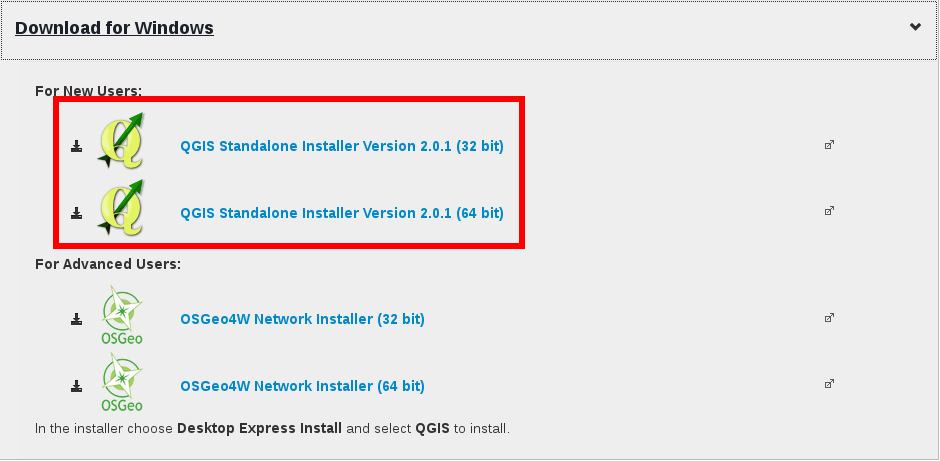 Download for Windows
For New Users:
QGIS Standalone Installer Version 2.0.1 (32 bit)
QGIS Standalone Installer Version 2.0.1 (64 bit)
For Advanced Users:
OSGeo
OSGeo4W Network Installer (32 bit)
OSGeo
OSGeo4W Network Installer (64 bit)
In the installer choose Desktop Express Install and select QGIS to install.